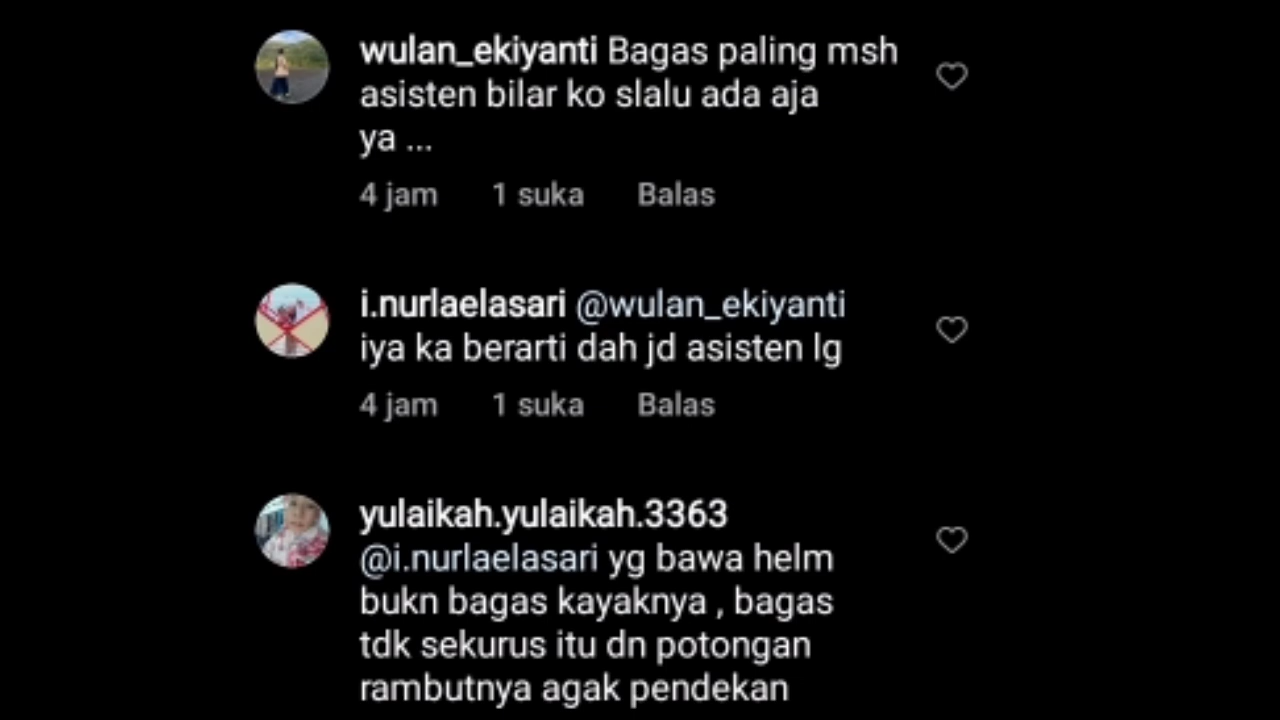 wulan_ekiyanti Bagas paling msh
asisten bilar ko slalu ada aja
ya ...
4 jam 1 suka Balas
i.nurlaelasari @wulan_ekiyanti
iya ka berarti dah jd asisten lg
4 jam 1 suka Balas
yulaikah.yulaikah.3363
@i.nurlaelasari yg bawa helm
bukn bagas kayaknya , bagas
tdk sekurus itu dn potongan
rambutnya agak pendekan